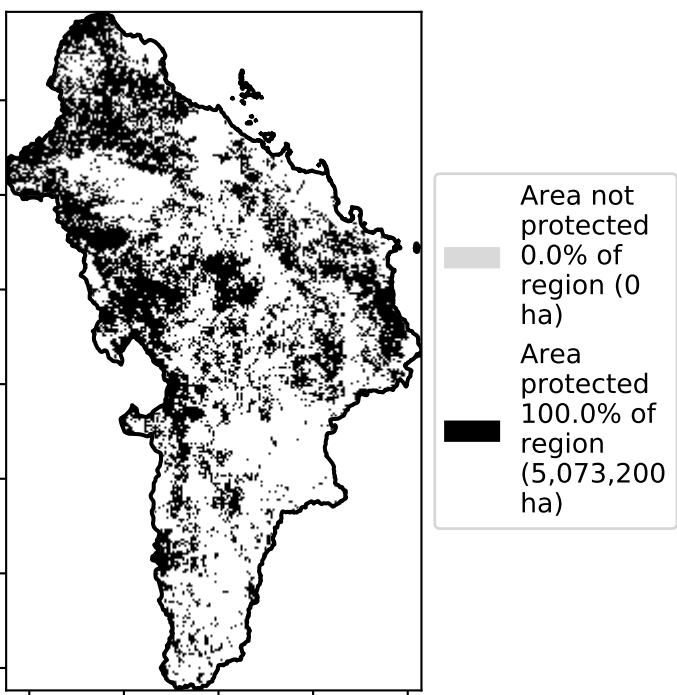 Area not
protected
0.0% of
region (0
ha)
Area
protected
100.0% of
region
(5,073,200
ha)